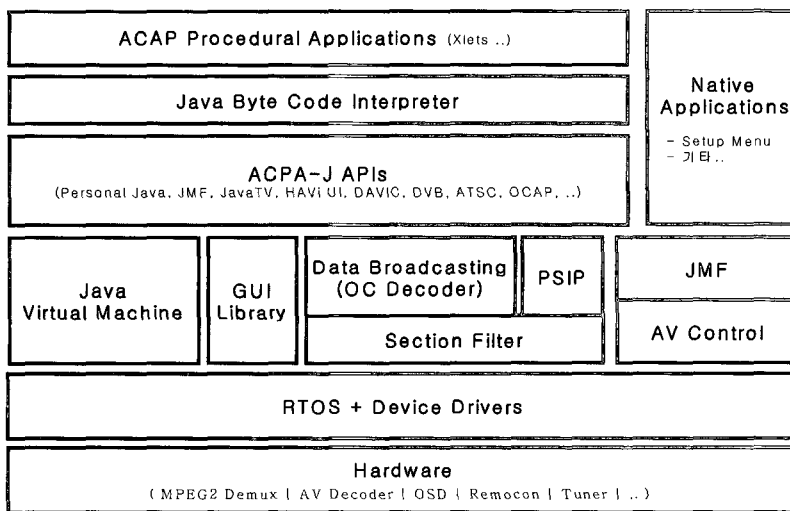 ACAP Procedural Applications (Xlets ..)
Java Byte Code Interpreter
ACPA-J APIs
(Personal Java, JMF, JavaTV, HAVi UI, DAVIC, DVB, ATSC, OCAP, ..)
Native
Applications
- Setup Menu
- 기타..
Java
Virtual Machine
GUI
Library
Data Broadcasting
(OC Decoder)
PSIP
Section Filter
JMF
AV Control
RTOS + Device Drivers
Hardware
( MPEG2 Demux | AV Decoder | OSD | Remocon | Tuner | ..)